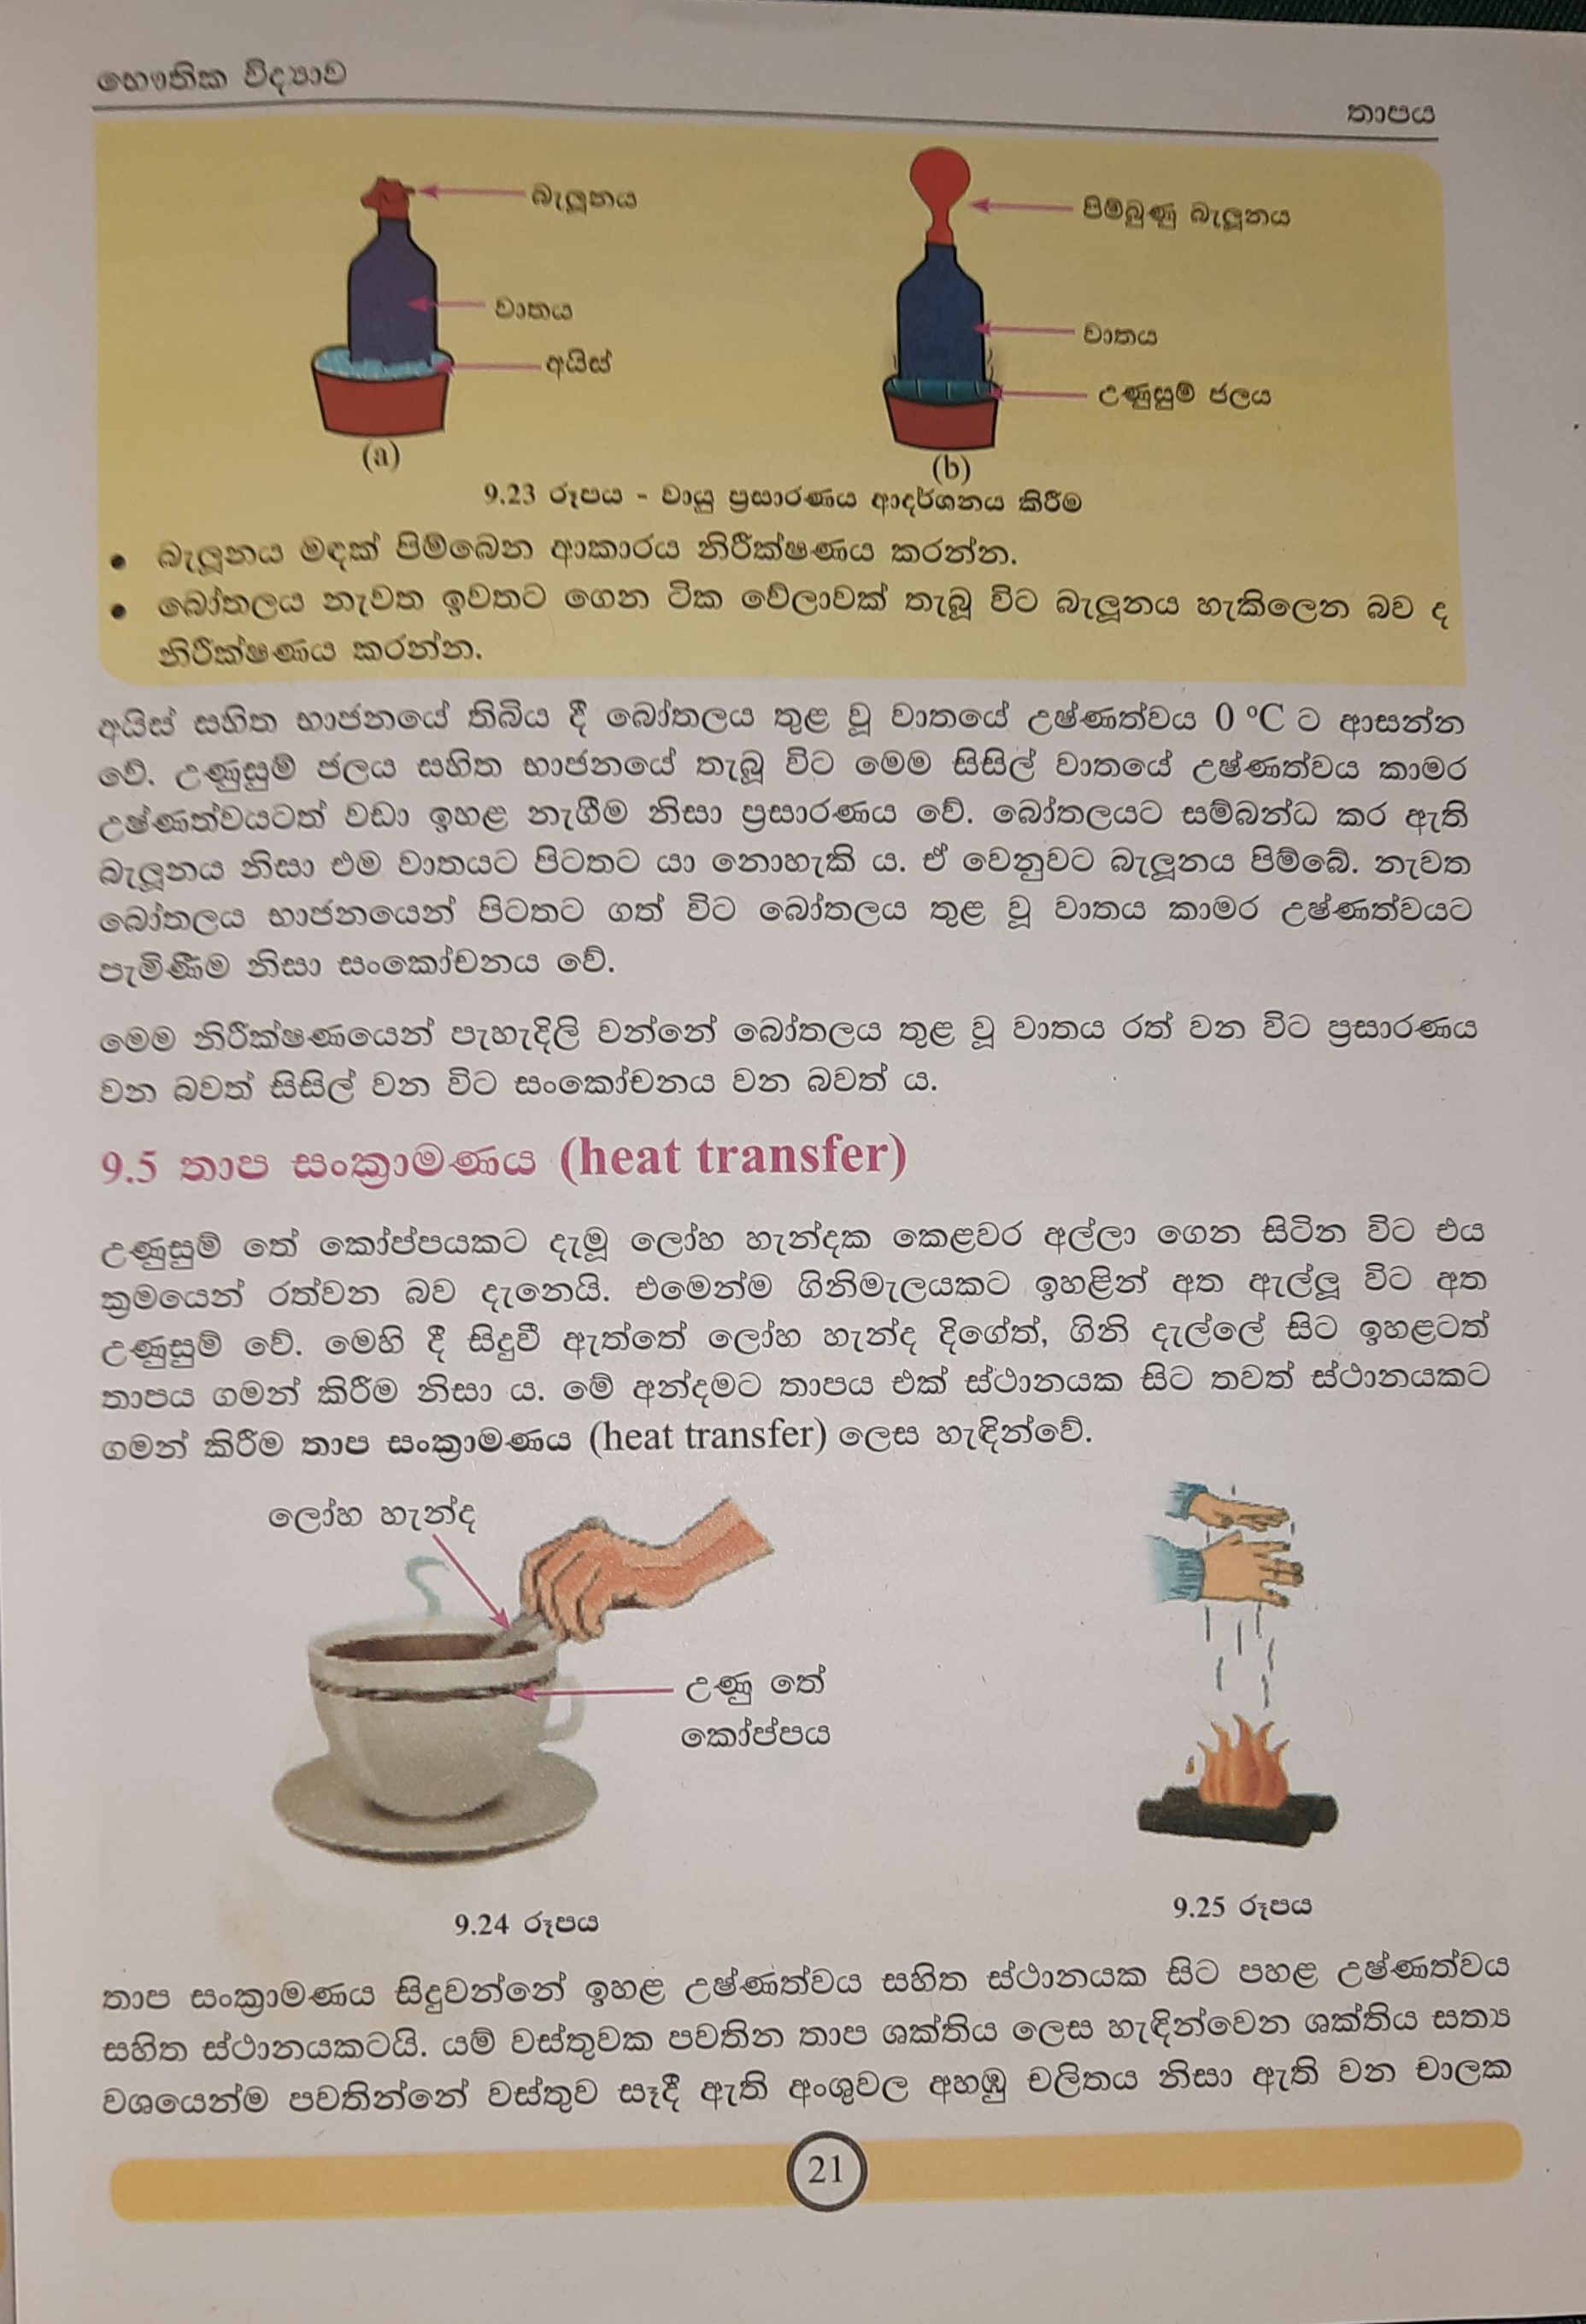 භෞතික විද්‍යාව
තාපය
බැලූනය
වාතය
අයිස්
(a)
පිම්බුණු බැලූනය
වාතය
උණුසුම් ජලය
(b)
9.23 රූපය - වායු ප්‍රසාරණය ආදර්ශනය කිරීම
• බැලූනය මඳක් පිම්බෙන ආකාරය නිරීක්ෂණය කරන්න.
• බෝතලය නැවත ඉවතට ගෙන ටික වේලාවක් තැබූ විට බැලූනය හැකිලෙන බව ද
නිරීක්ෂණය කරන්න.
අයිස් සහිත භාජනයේ තිබිය දී බෝතලය තුළ වූ වාතයේ උෂ්ණත්වය 0 °C ට ආසන්න
වේ. උණුසුම් ජලය සහිත භාජනයේ තැබූ විට මෙම සිසිල් වාතයේ උෂ්ණත්වය කාමර
උෂ්ණත්වයටත් වඩා ඉහළ නැගීම නිසා ප්‍රසාරණය වේ. බෝතලයට සම්බන්ධ කර ඇති
බැලූනය නිසා එම වාතයට පිටතට යා නොහැකි ය. ඒ වෙනුවට බැලූනය පිම්බේ. නැවත
බෝතලය භාජනයෙන් පිටතට ගත් විට බෝතලය තුළ වූ වාතය කාමර උෂ්ණත්වයට
පැමිණීම නිසා සංකෝචනය වේ.
මෙම නිරීක්ෂණයෙන් පැහැදිලි වන්නේ බෝතලය තුළ වූ වාතය රත් වන විට ප්‍රසාරණය
වන බවත් සිසිල් වන විට සංකෝචනය වන බවත් ය.
9.5 තාප සංක්‍රාමණය (heat transfer)
උණුසුම් තේ කෝප්පයකට දැමූ ලෝහ හැන්දක කෙළවර අල්ලා ගෙන සිටින විට එය
ක්‍රමයෙන් රත්වන බව දැනෙයි. එමෙන්ම ගිනිමැලයකට ඉහළින් අත ඇල්ලූ විට අත
උණුසුම් වේ. මෙහි දී සිදුවී ඇත්තේ ලෝහ හැන්ද දිගේත්, ගිනි දැල්ලේ සිට ඉහළටත්
තාපය ගමන් කිරීම නිසා ය. මේ අන්දමට තාපය එක් ස්ථානයක සිට තවත් ස්ථානයකට
ගමන් කිරීම තාප සංක්‍රාමණය (heat transfer) ලෙස හැඳින්වේ.
ලෝහ හැන්ද
උණු තේ
කෝප්පය
9.24 රූපය
9.25 රූපය
තාප සංක්‍රාමණය සිදුවන්නේ ඉහළ උෂ්ණත්වය සහිත ස්ථානයක සිට පහළ උෂ්ණත්වය
සහිත ස්ථානයකටයි. යම් වස්තුවක පවතින තාප ශක්තිය ලෙස හැඳින්වෙන ශක්තිය සත්‍ය
වශයෙන්ම පවතින්නේ වස්තුව සෑදී ඇති අංශුවල අහඹු චලිතය නිසා ඇති වන චාලක
21